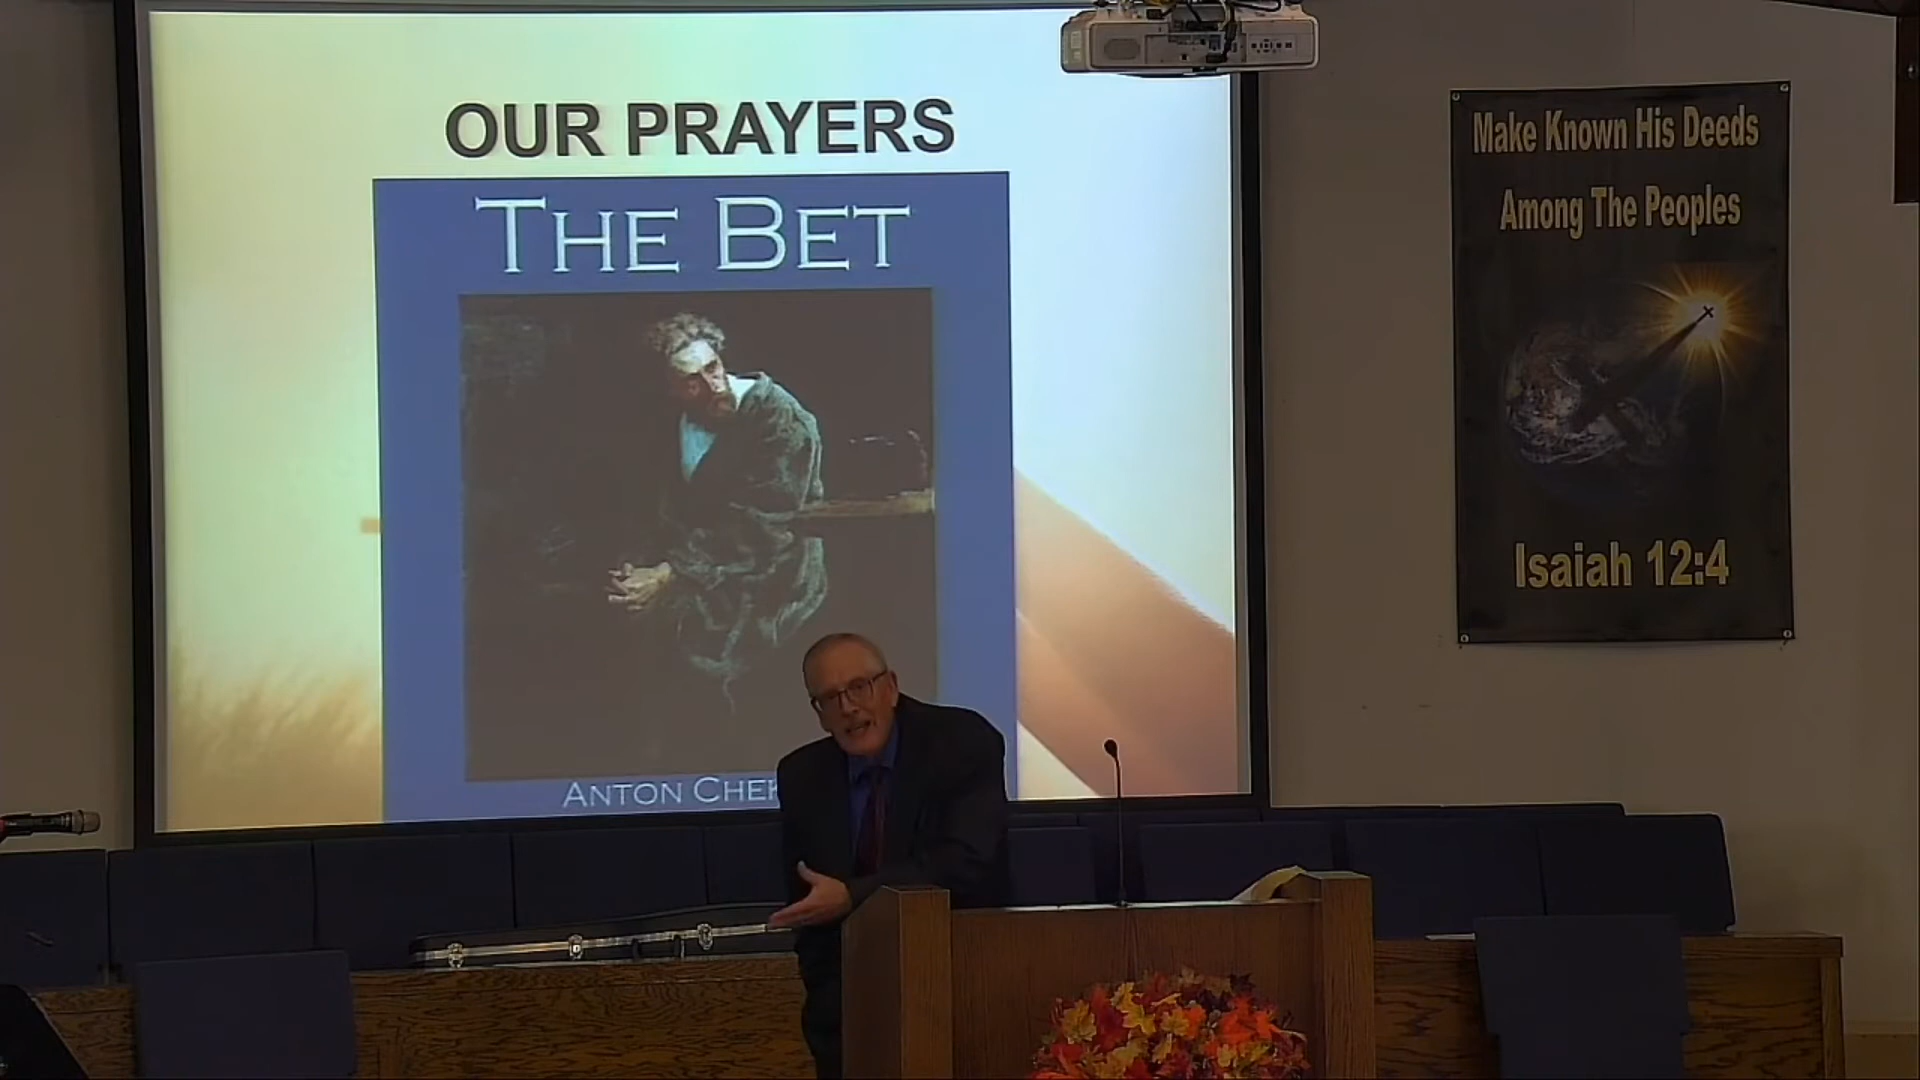 OUR PRAYERS
THE BET
ANTON CHEK
Make Known His Deeds
Among The Peoples
Isaiah 12:4